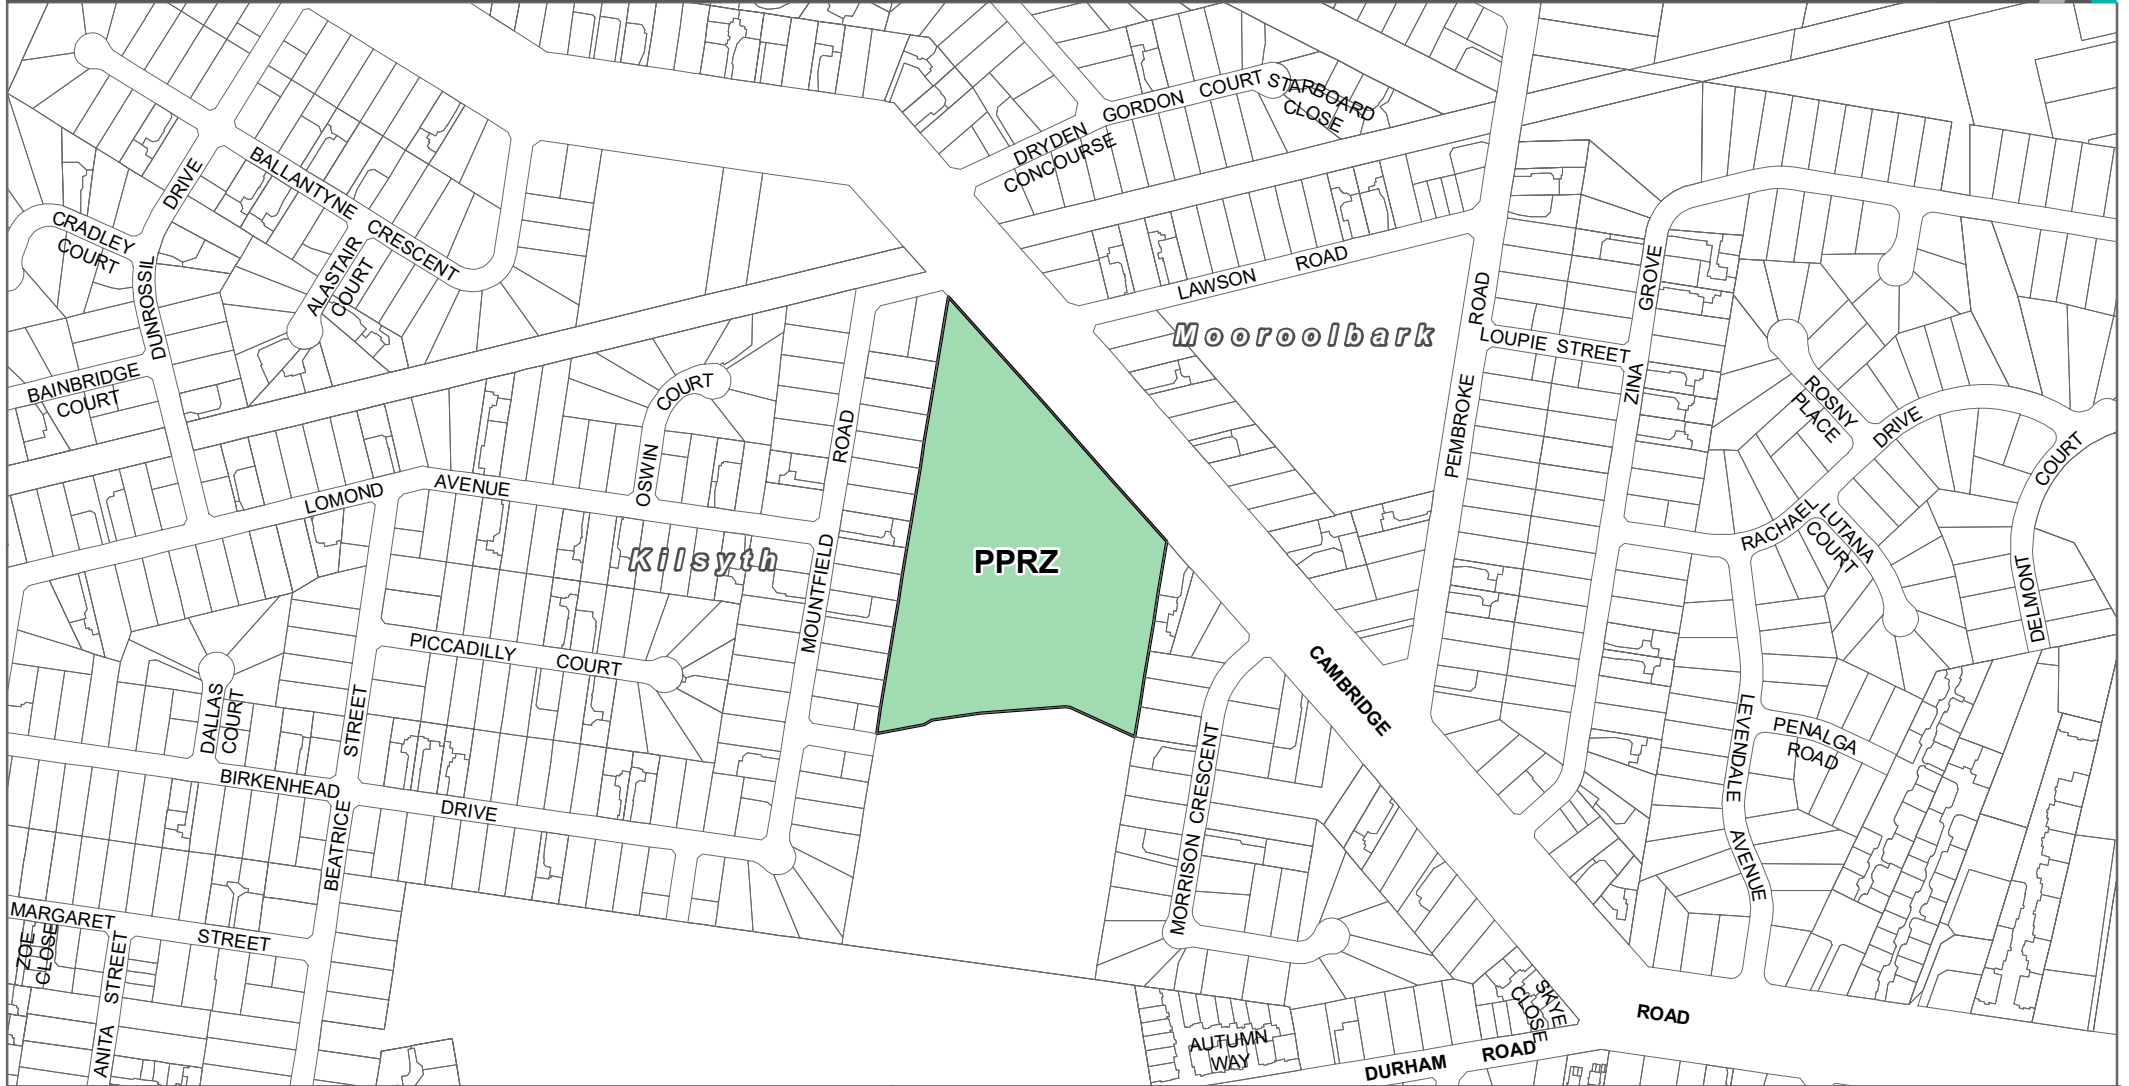 GORDON COURT
STARBOARD
CLOSE
DRYDEN
CONCOURSE
BALLANTYNE CRESCENT
DRIVE
CRADLEY
COURT
ALASTAIR
COURT
DUNROSSIL
LAWSON ROAD
ROAD
GROVE
Mooroolbark
LOUPIE STREET
BAINBRIDGE
COURT
COURT
ROAD
PEMBROKE
ZINA
ROSNY
PLACE
DRIVE
COURT
OSWIN
LOMOND AVENUE
RACHAEL
LUTANA
COURT
Kilsyth
PPRZ
MOUNTFIELD
DELMONT
PICCADILLY COURT
CAMBRIDGE
DALLAS
COURT
STREET
LEVENDALE AVENUE
PENALGA
ROAD
MORRISON CRESCENT
BIRKENHEAD DRIVE
BEATRICE
MARGARET STREET
ZOE
CLOSE
ANITA STREET
SKYE
CLOSE
ROAD
AUTUMN
WAY
DURHAM ROAD